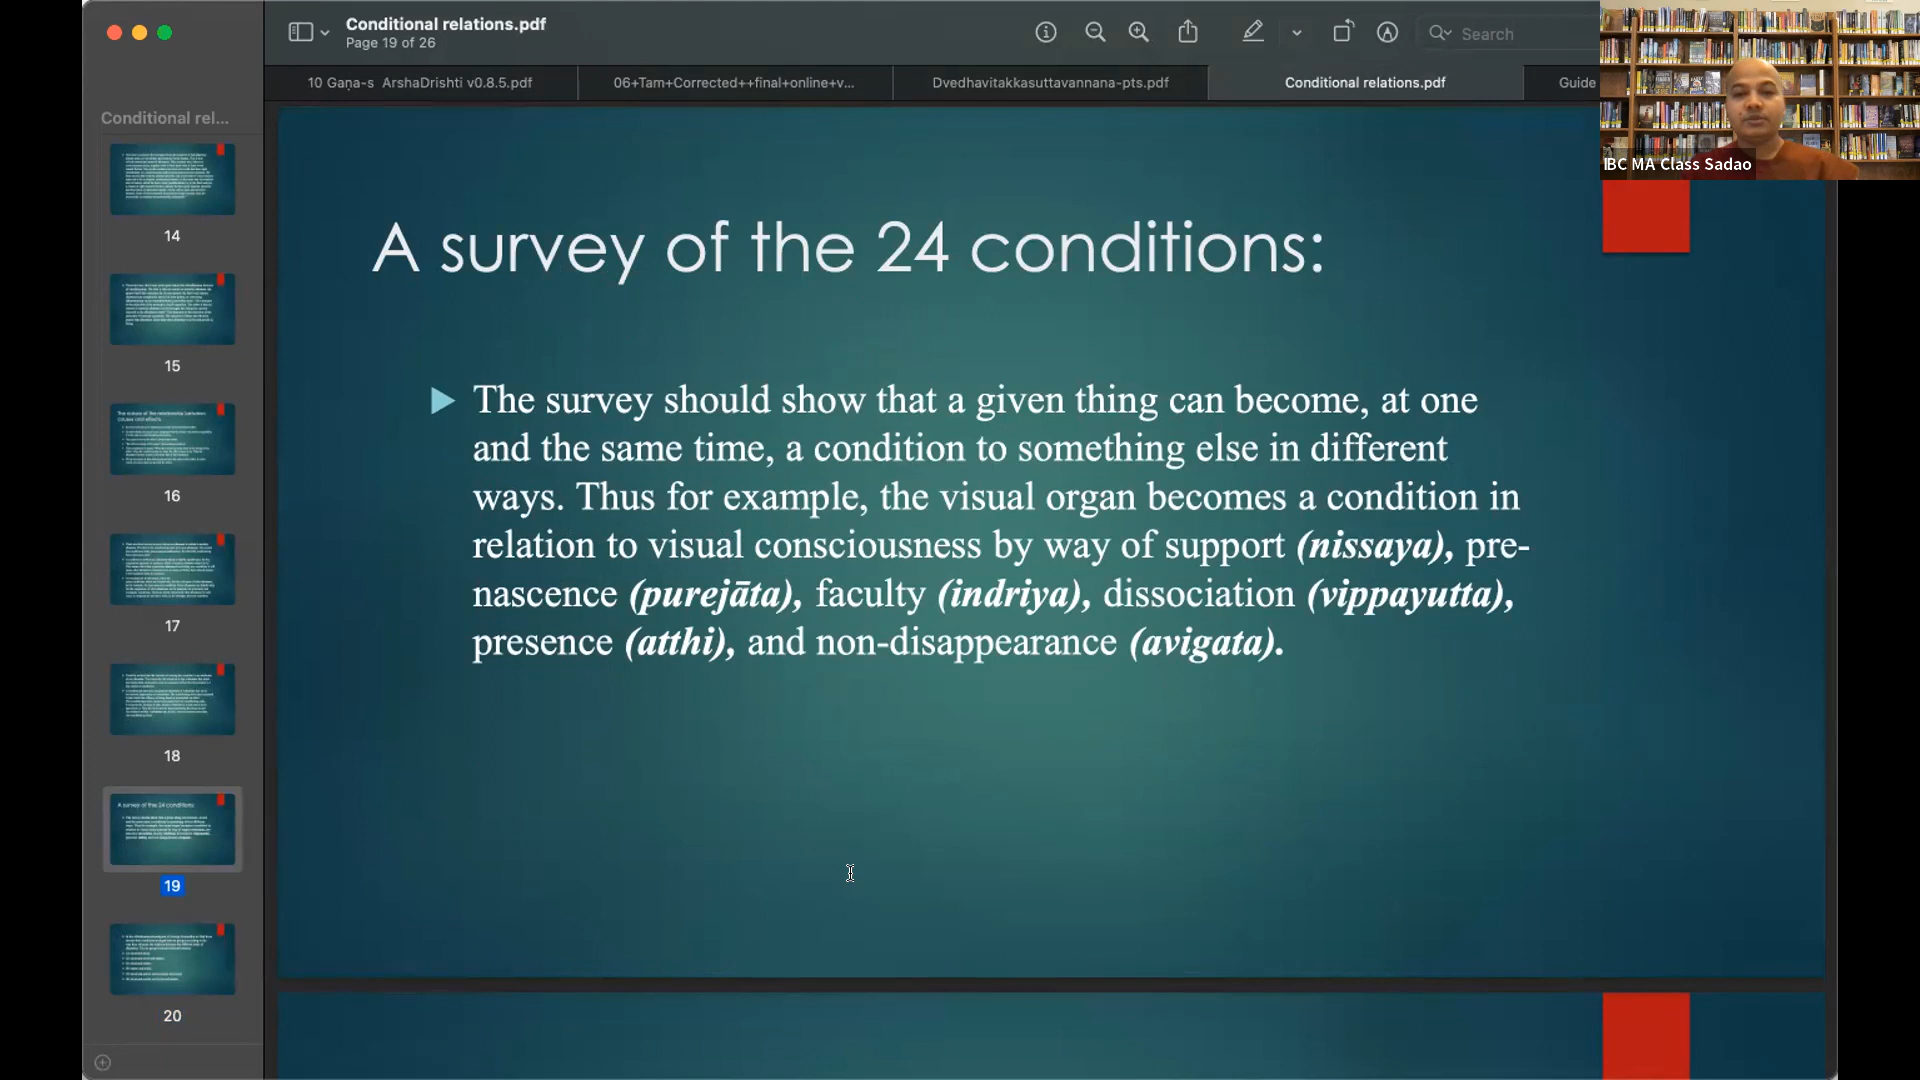 Conditional relations.pdf
Page 19 of 26
Search
10 Gaṇa-s ArshaDrishti v0.8.5.pdf
06+Tam+Corrected++final+online+v...
Dvedhavitakkasuttavannana-pts.pdf
Conditional relations.pdf
Guide
IBC MA Class Sadao
Conditional rel...
14
15
16
17
18
A survey of the 24 conditions:
19
20
A survey of the 24 conditions:
The survey should show that a given thing can become, at one
and the same time, a condition to something else in different
ways. Thus for example, the visual organ becomes a condition in
relation to visual consciousness by way of support (nissaya), pre-
nascence (purejāta), faculty (indriya), dissociation (vippayutta),
presence (atthi), and non-disappearance (avigata).